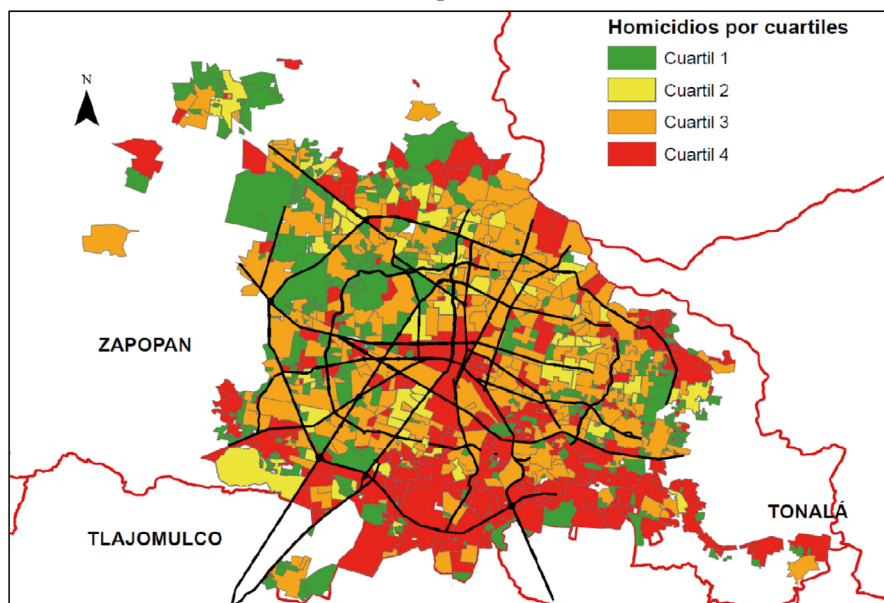 Homicidios por cuartiles
Cuartil 1
Cuartil 2
Cuartil 3
Cuartil 4
N
ZAPOPAN
TONALÁ
TLAJOMULCO